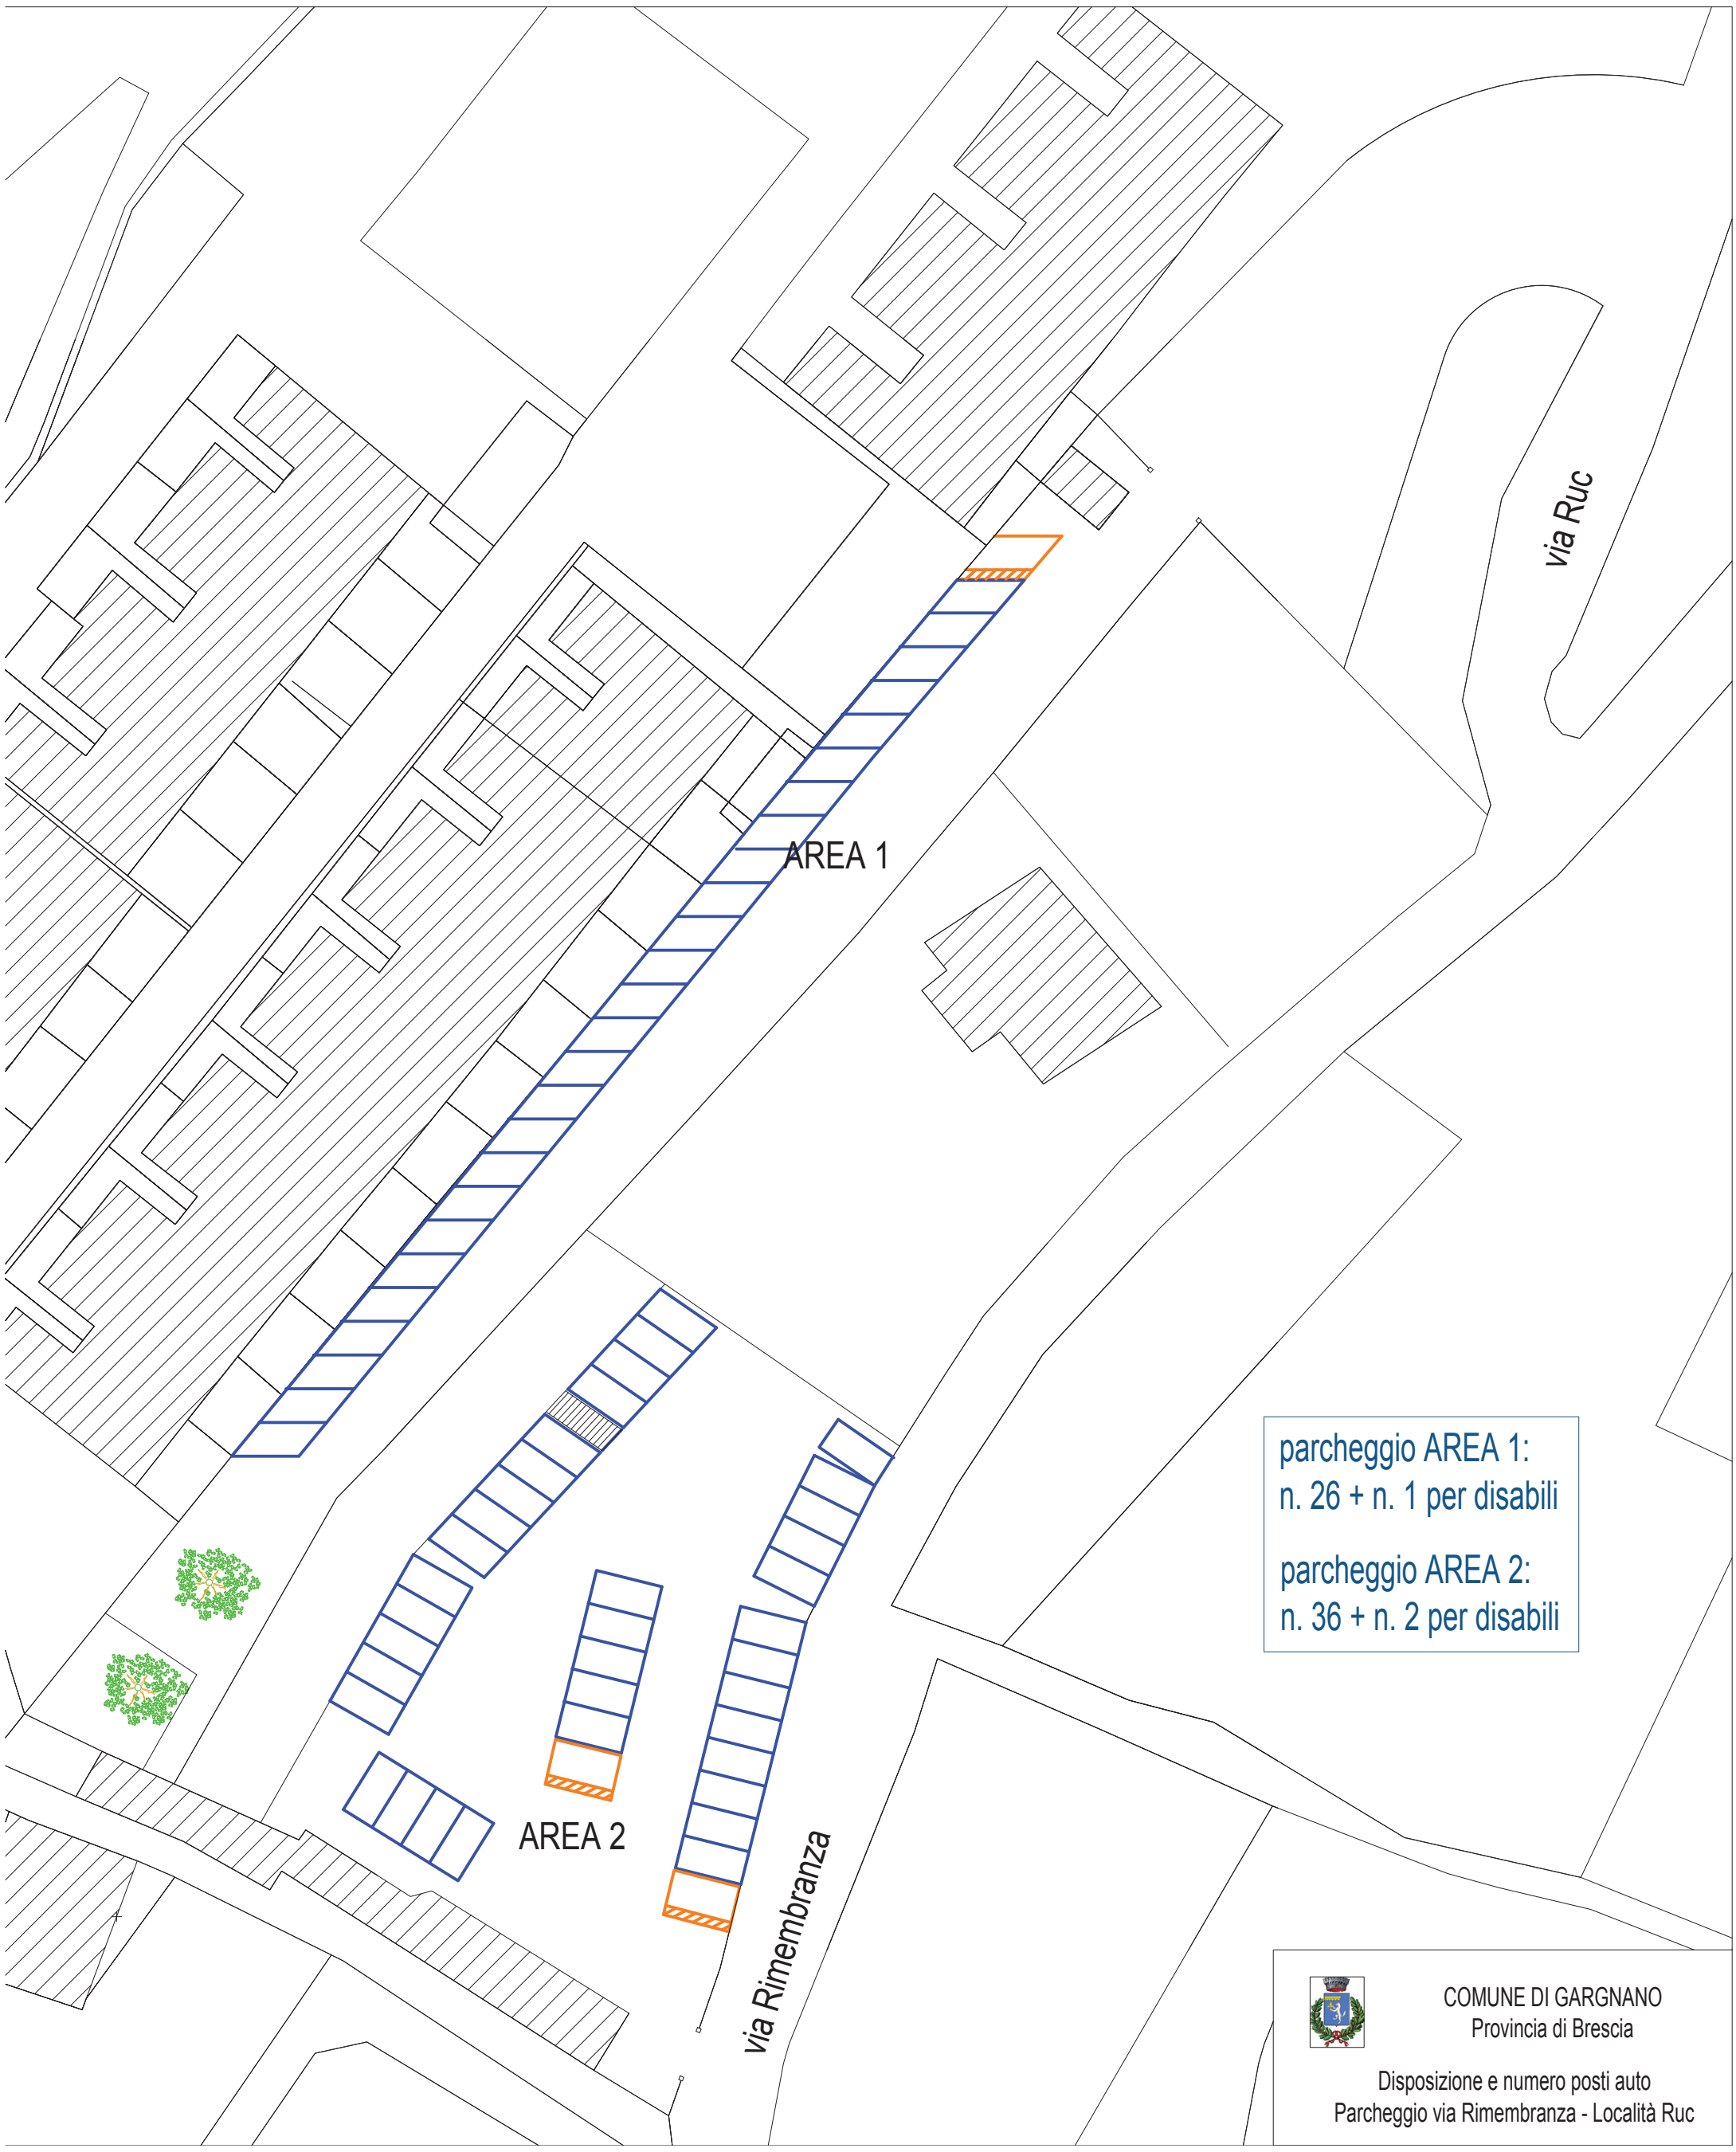 via Ruc
AREA 1
parcheggio AREA 1:
n. 26 + n. 1 per disabili
parcheggio AREA 2:
n. 36 + n. 2 per disabili
AREA 2
via Rimembranza
COMUNE DI GARGNANO
Provincia di Brescia
Disposizione e numero posti auto
Parcheggio via Rimembranza - Località Ruc